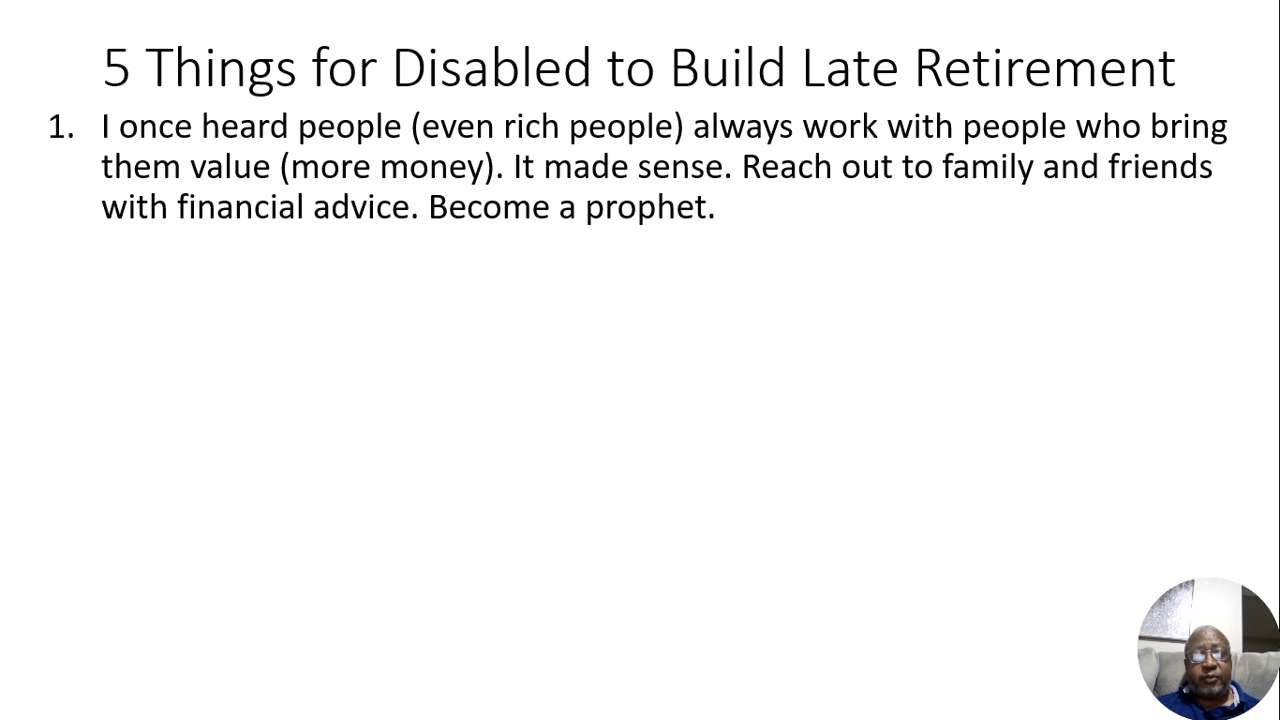 5 Things for Disabled to Build Late Retirement
1. I once heard people (even rich people) always work with people who bring
them value (more money). It made sense. Reach out to family and friends
with financial advice. Become a prophet.